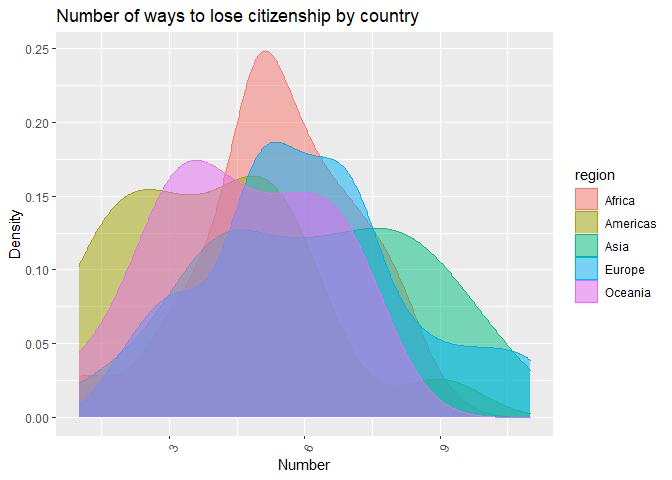 Number of ways to lose citizenship by country
0.25
0.20
0.15
0.10
0.05
0.00
Density
3
6
9
Number
region
Africa
Americas
Asia
Europe
Oceania